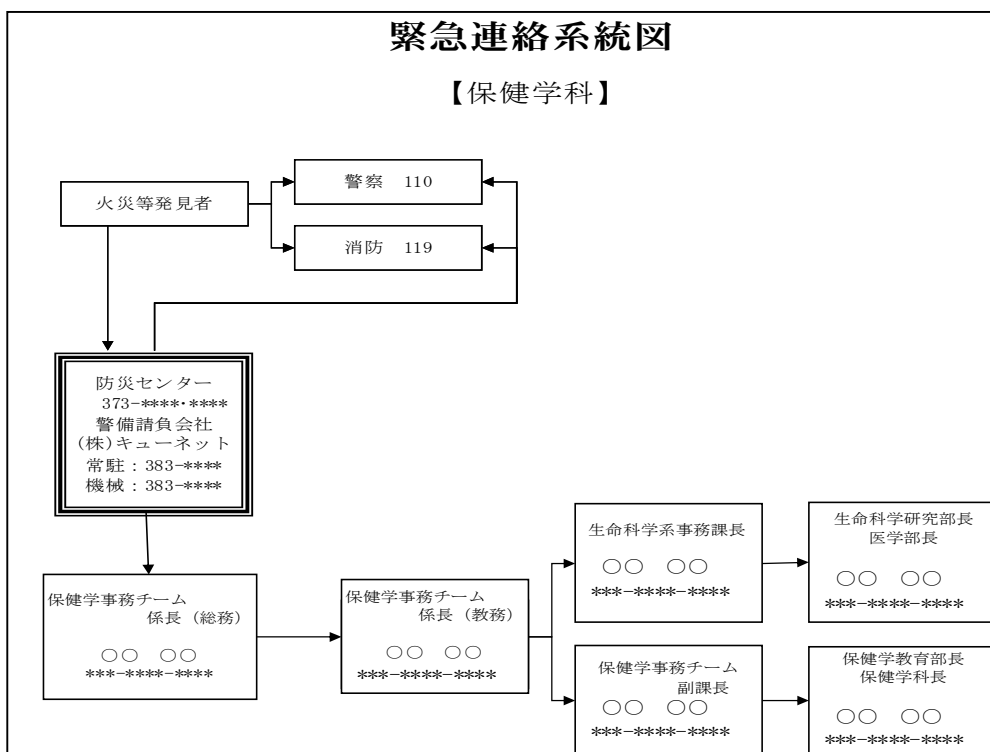 緊急連絡系統図
【保健学科】
警察 110
火災等発見者
消防 119
防災センター
373-****・****
警備請負会社
(株)キューネット
常駐：383-****
機械：383-****
保健学事務チーム
係長（総務）
○○ ○○
***-****-****
保健学事務チーム
係長（教務）
○○ ○○
***-****-****
生命科学系事務課長
○○ ○○
***-****-****
生命科学研究部長
医学部長
○○ ○○
***-****-****
保健学事務チーム
副課長
○○ ○○
***-****-****
保健学教育部長
保健学科長
○○ ○○
***-****-****